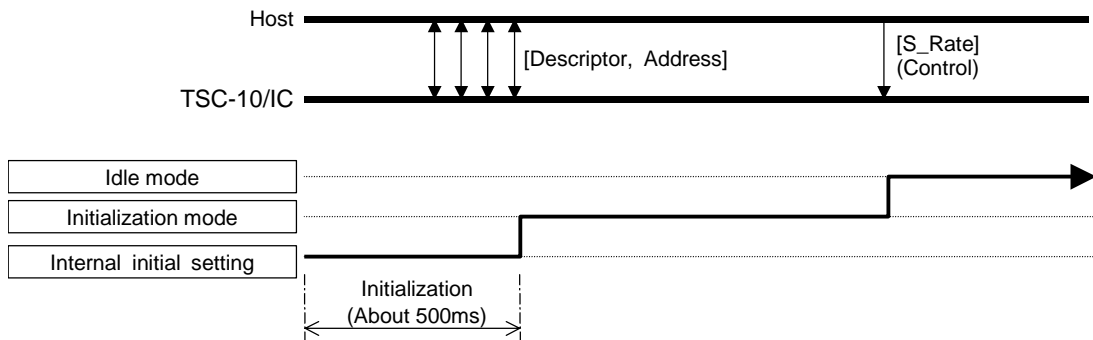 Host
[Descriptor, Address]
[S_Rate]
(Control)
TSC-10/IC
Idle mode
Initialization mode
Internal initial setting
Initialization
(About 500ms)